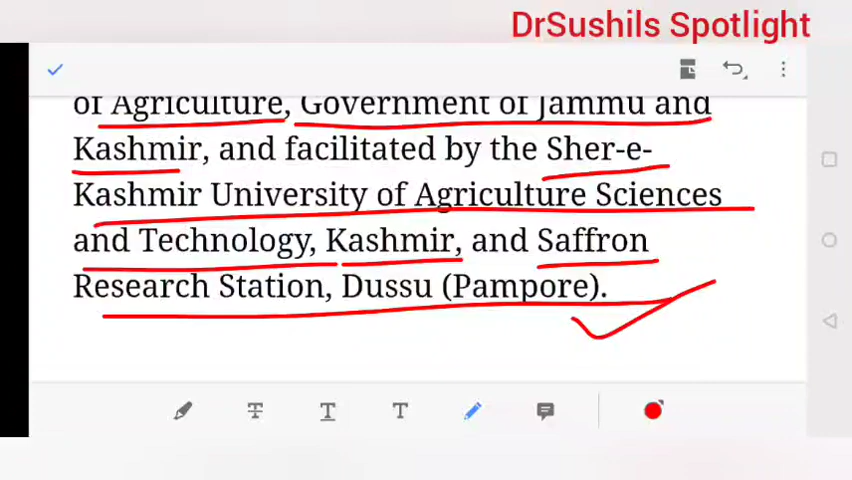 DrSushils Spotlight
of Agriculture, Government of Jammu and
Kashmir, and facilitated by the Sher-e-
Kashmir University of Agriculture Sciences
and Technology, Kashmir, and Saffron
Research Station, Dussu (Pampore).
T T T